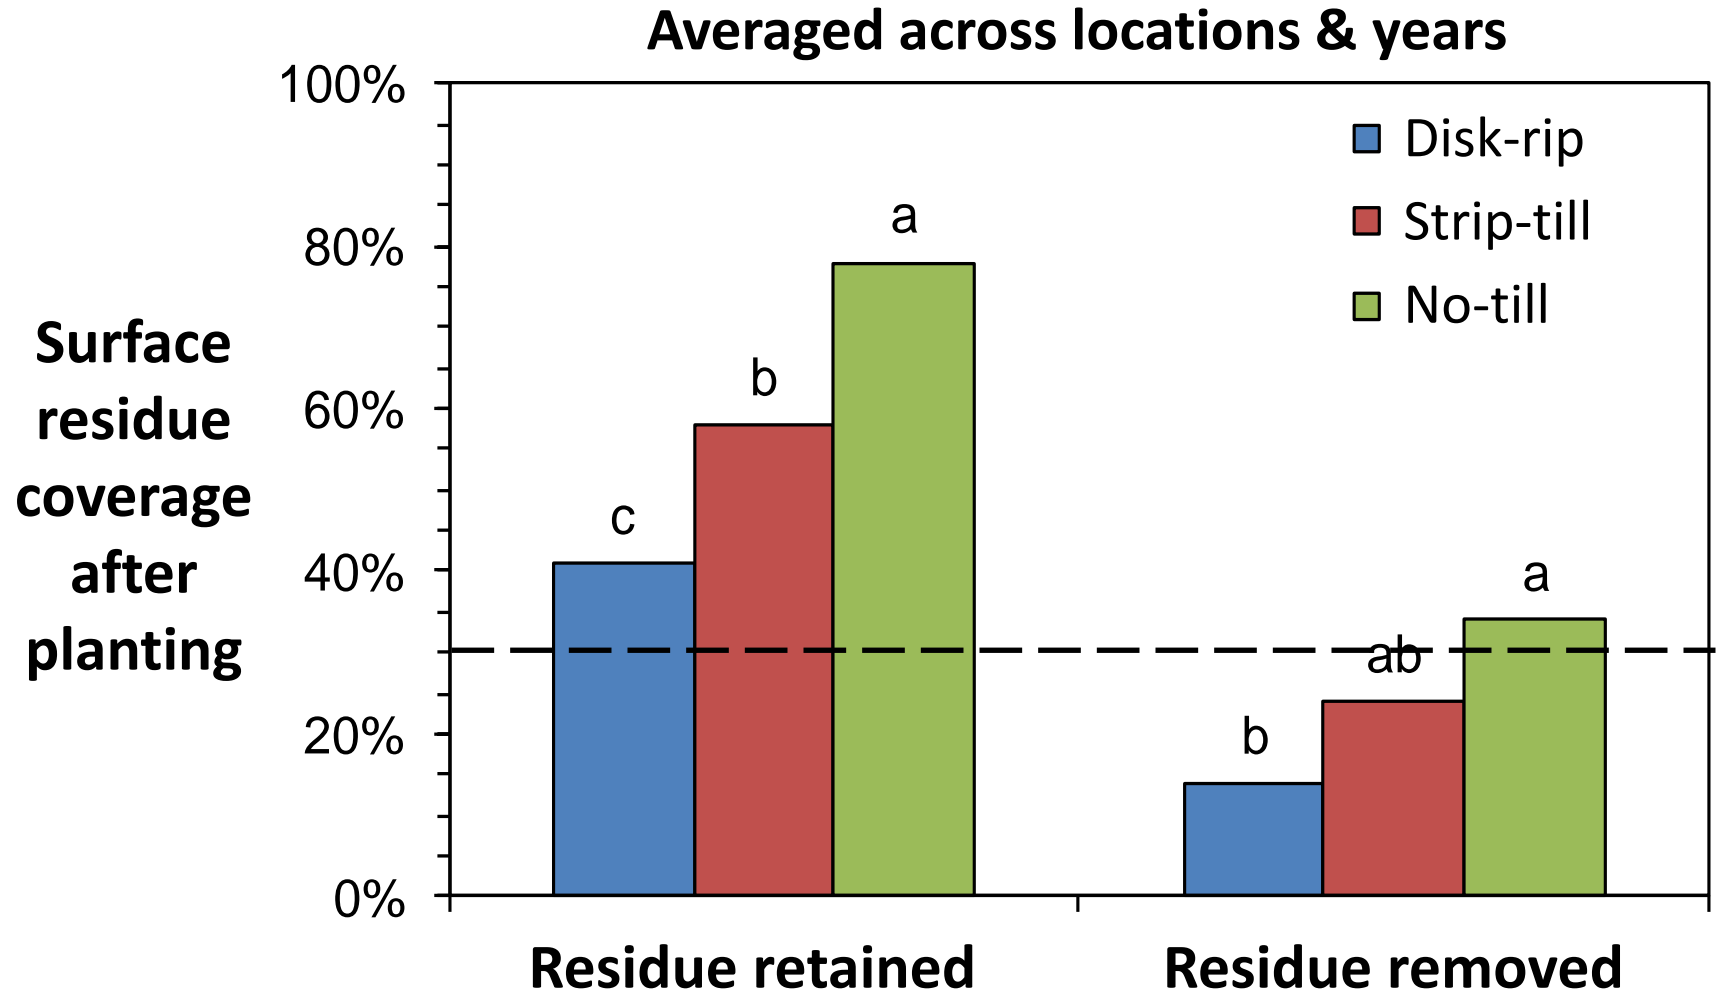 Averaged across locations & years
100%
80%
60%
40%
20%
0%
Surface
residue
coverage
after
planting
Disk-rip
Strip-till
No-till
c
b
a
b
ab
a
Residue retained
Residue removed